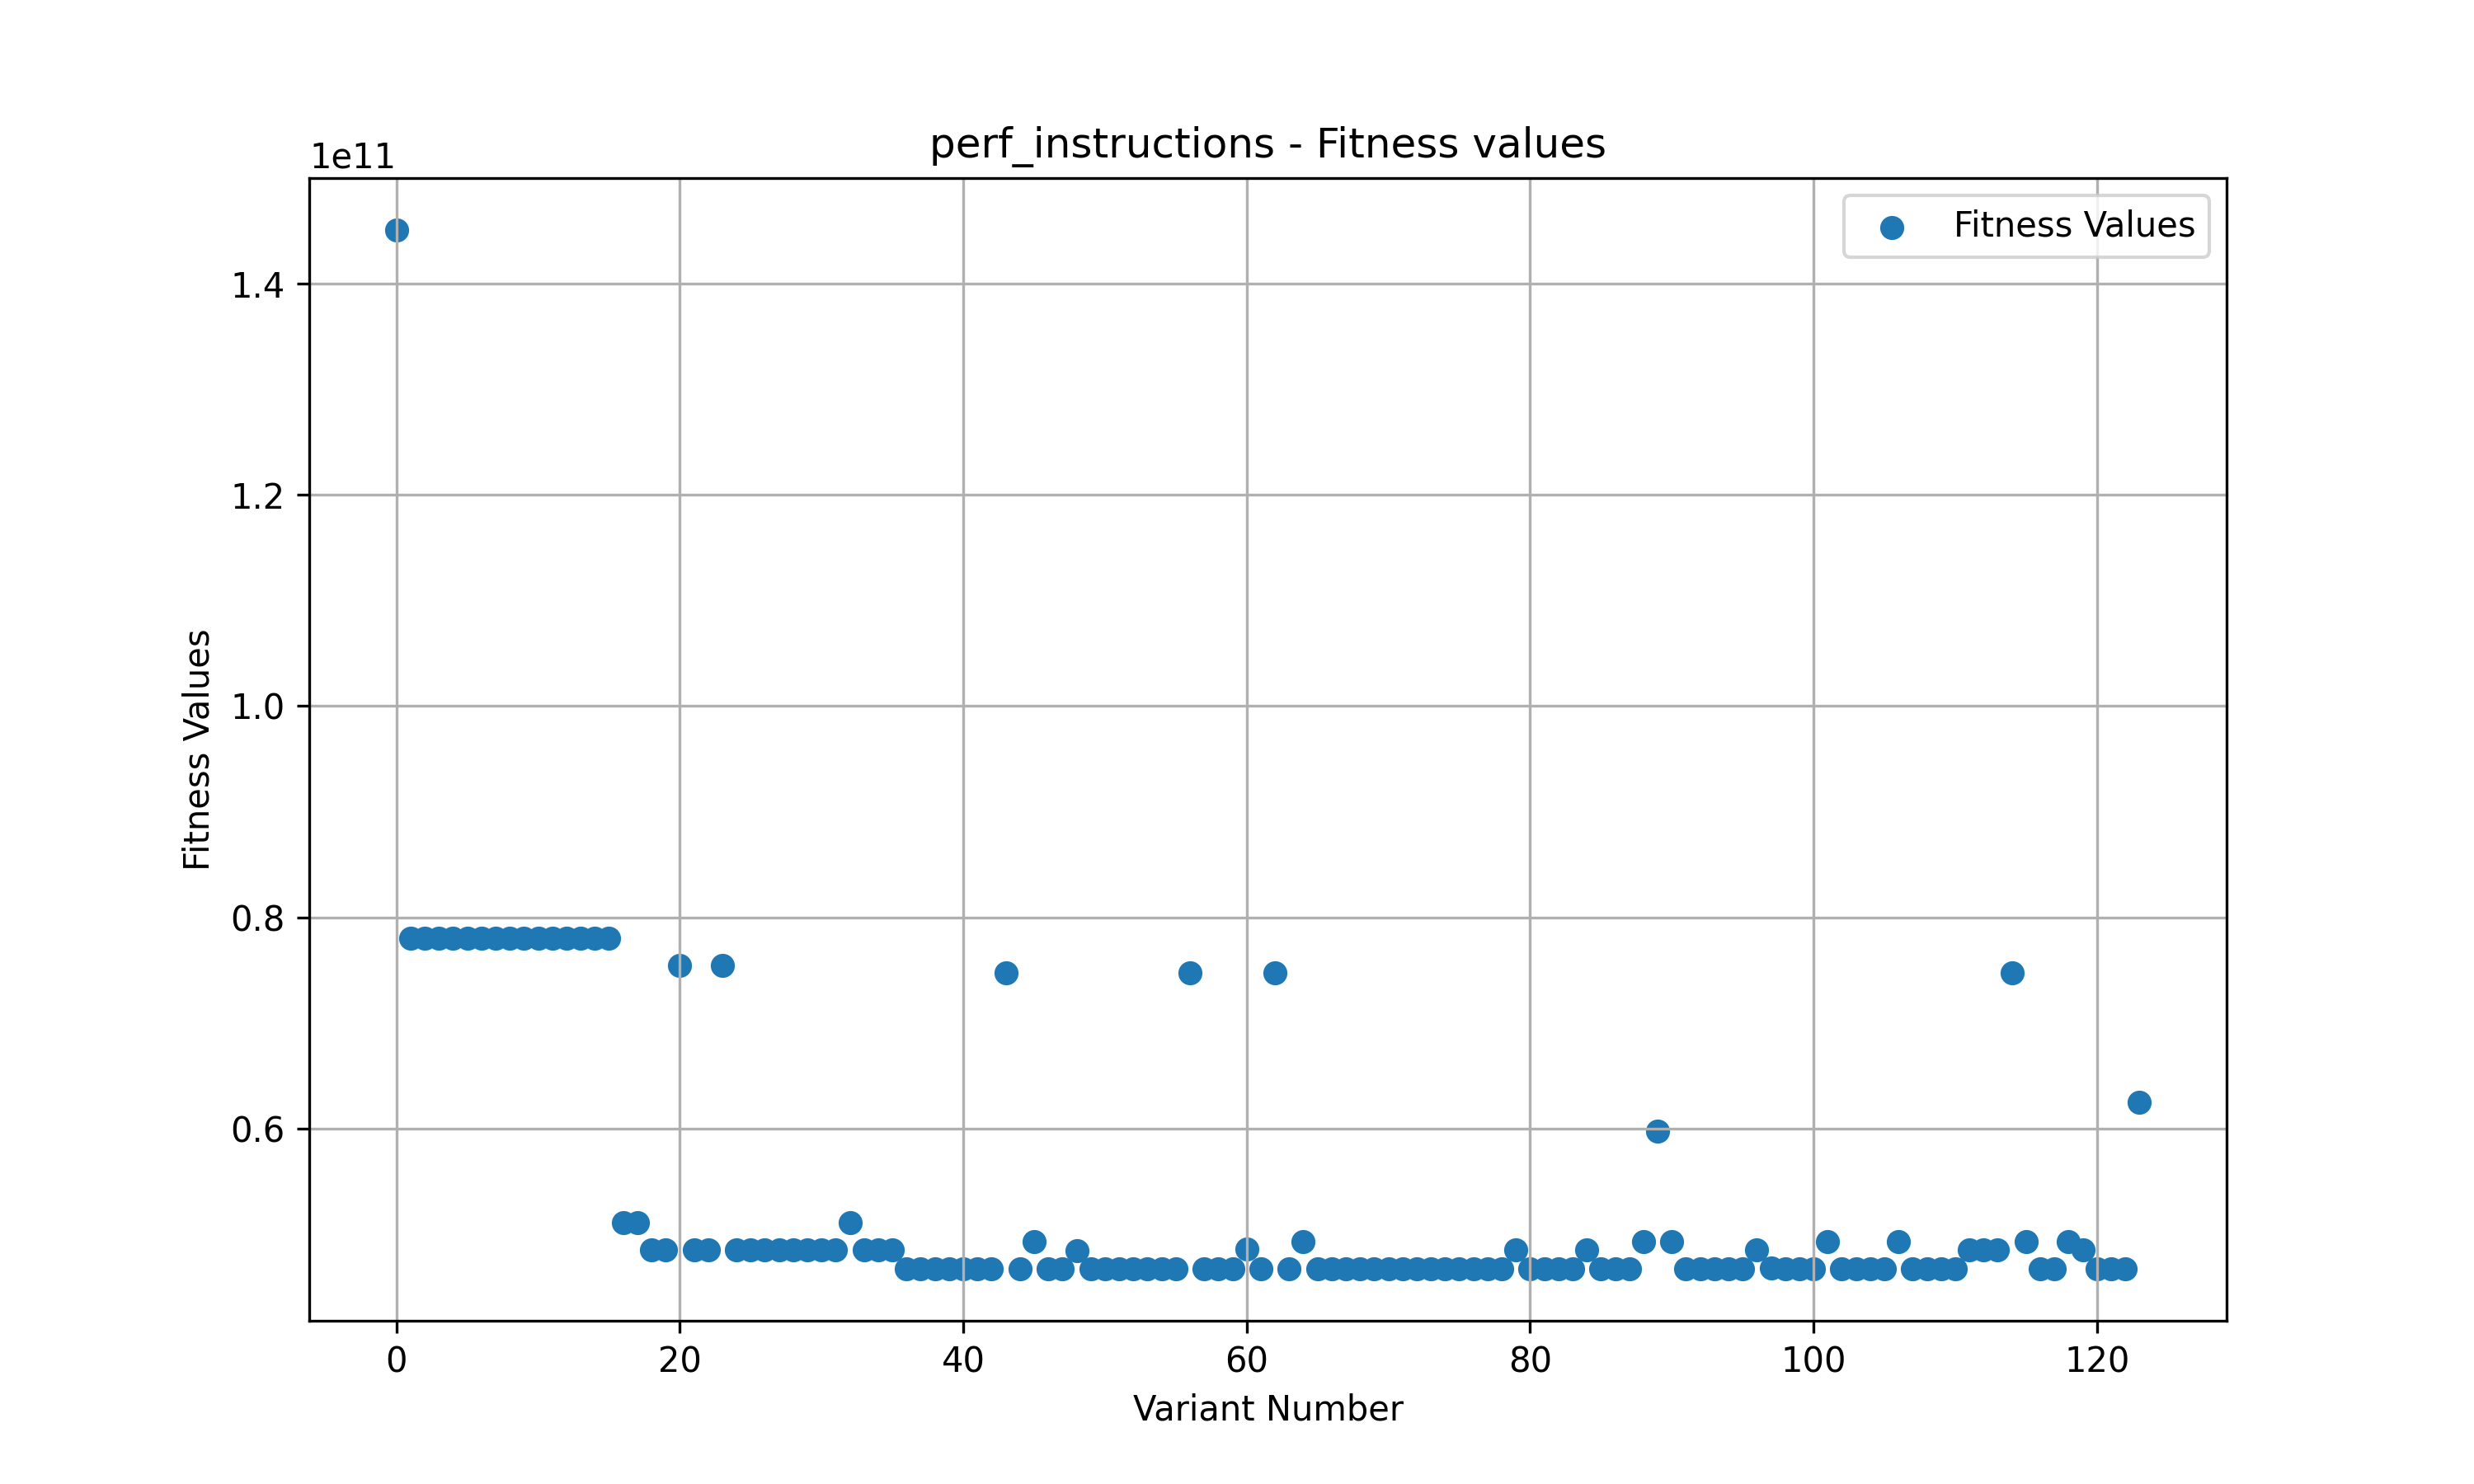 perf_instructions - Fitness values
1e11
Fitness Values
1.4
1.2
1.0
0.8
0.6
Fitness Values
0 20 40 60 80 100 120
Variant Number